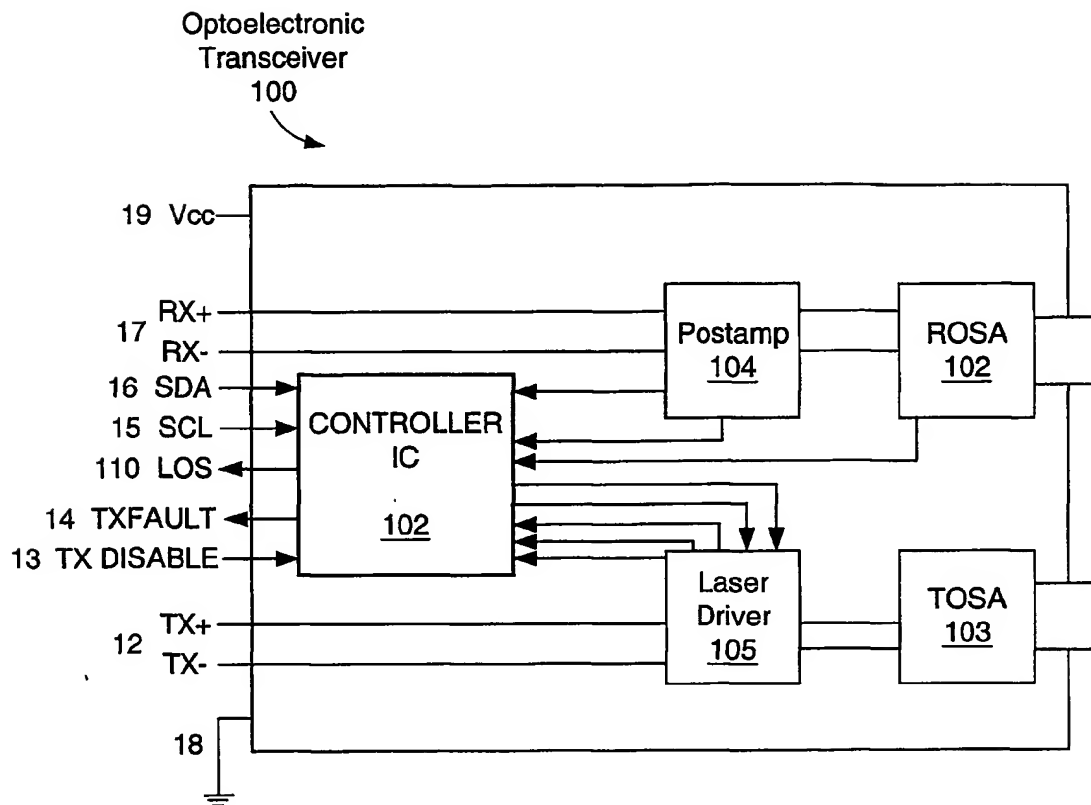 Optoelectronic
Transceiver
100
19 Vcc
17 RX+
RX-
16 SDA
15 SCL
110 LOS
14 TXFAULT
13 TX DISABLE
12 TX+
TX-
18
CONTROLLER
IC
102
Postamp
104
ROSA
102
Laser
Driver
105
TOSA
103